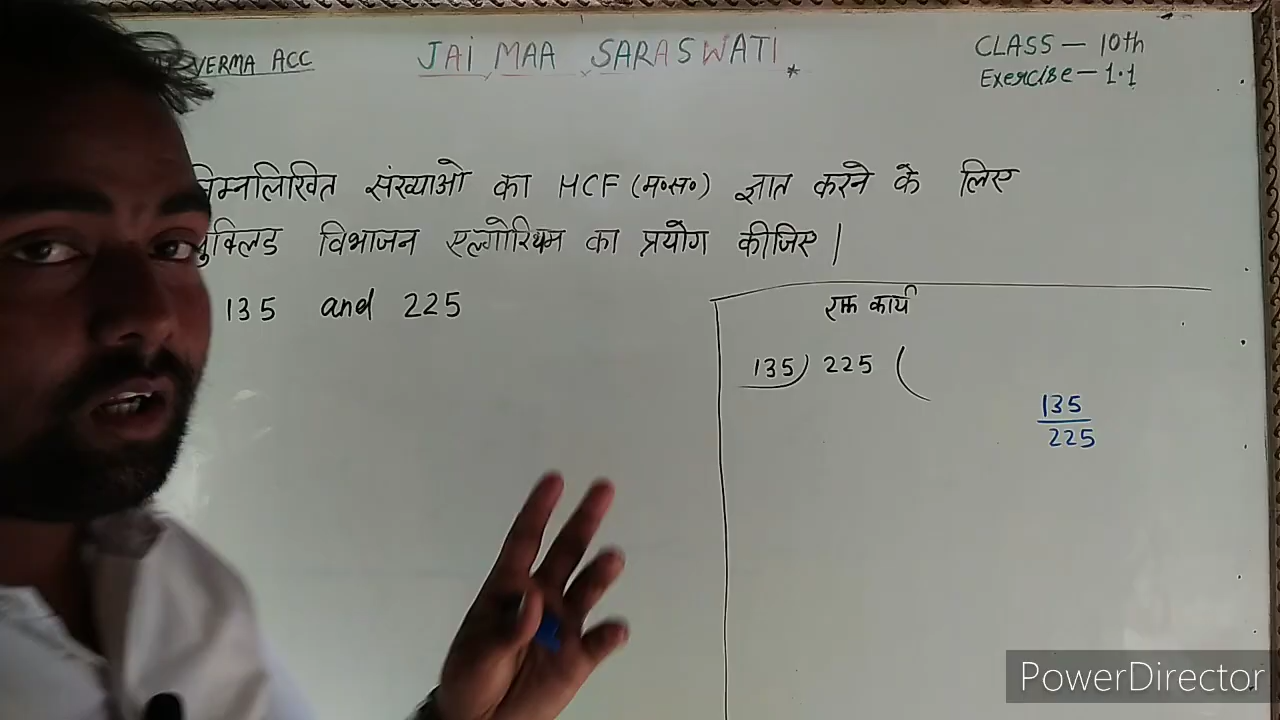 VERMA ACC
JAI MAA SARASWATI *
CLASS — 10th
Exercise — 1.1
निम्नलिखित संख्याओ का HCF (म०स०) ज्ञात करने के लिए
युक्लिड विभाजन एल्गोरिथम का प्रयोग कीजिए |
135 and 225
रफ कार्य
135) 225 (
135
225
PowerDirector